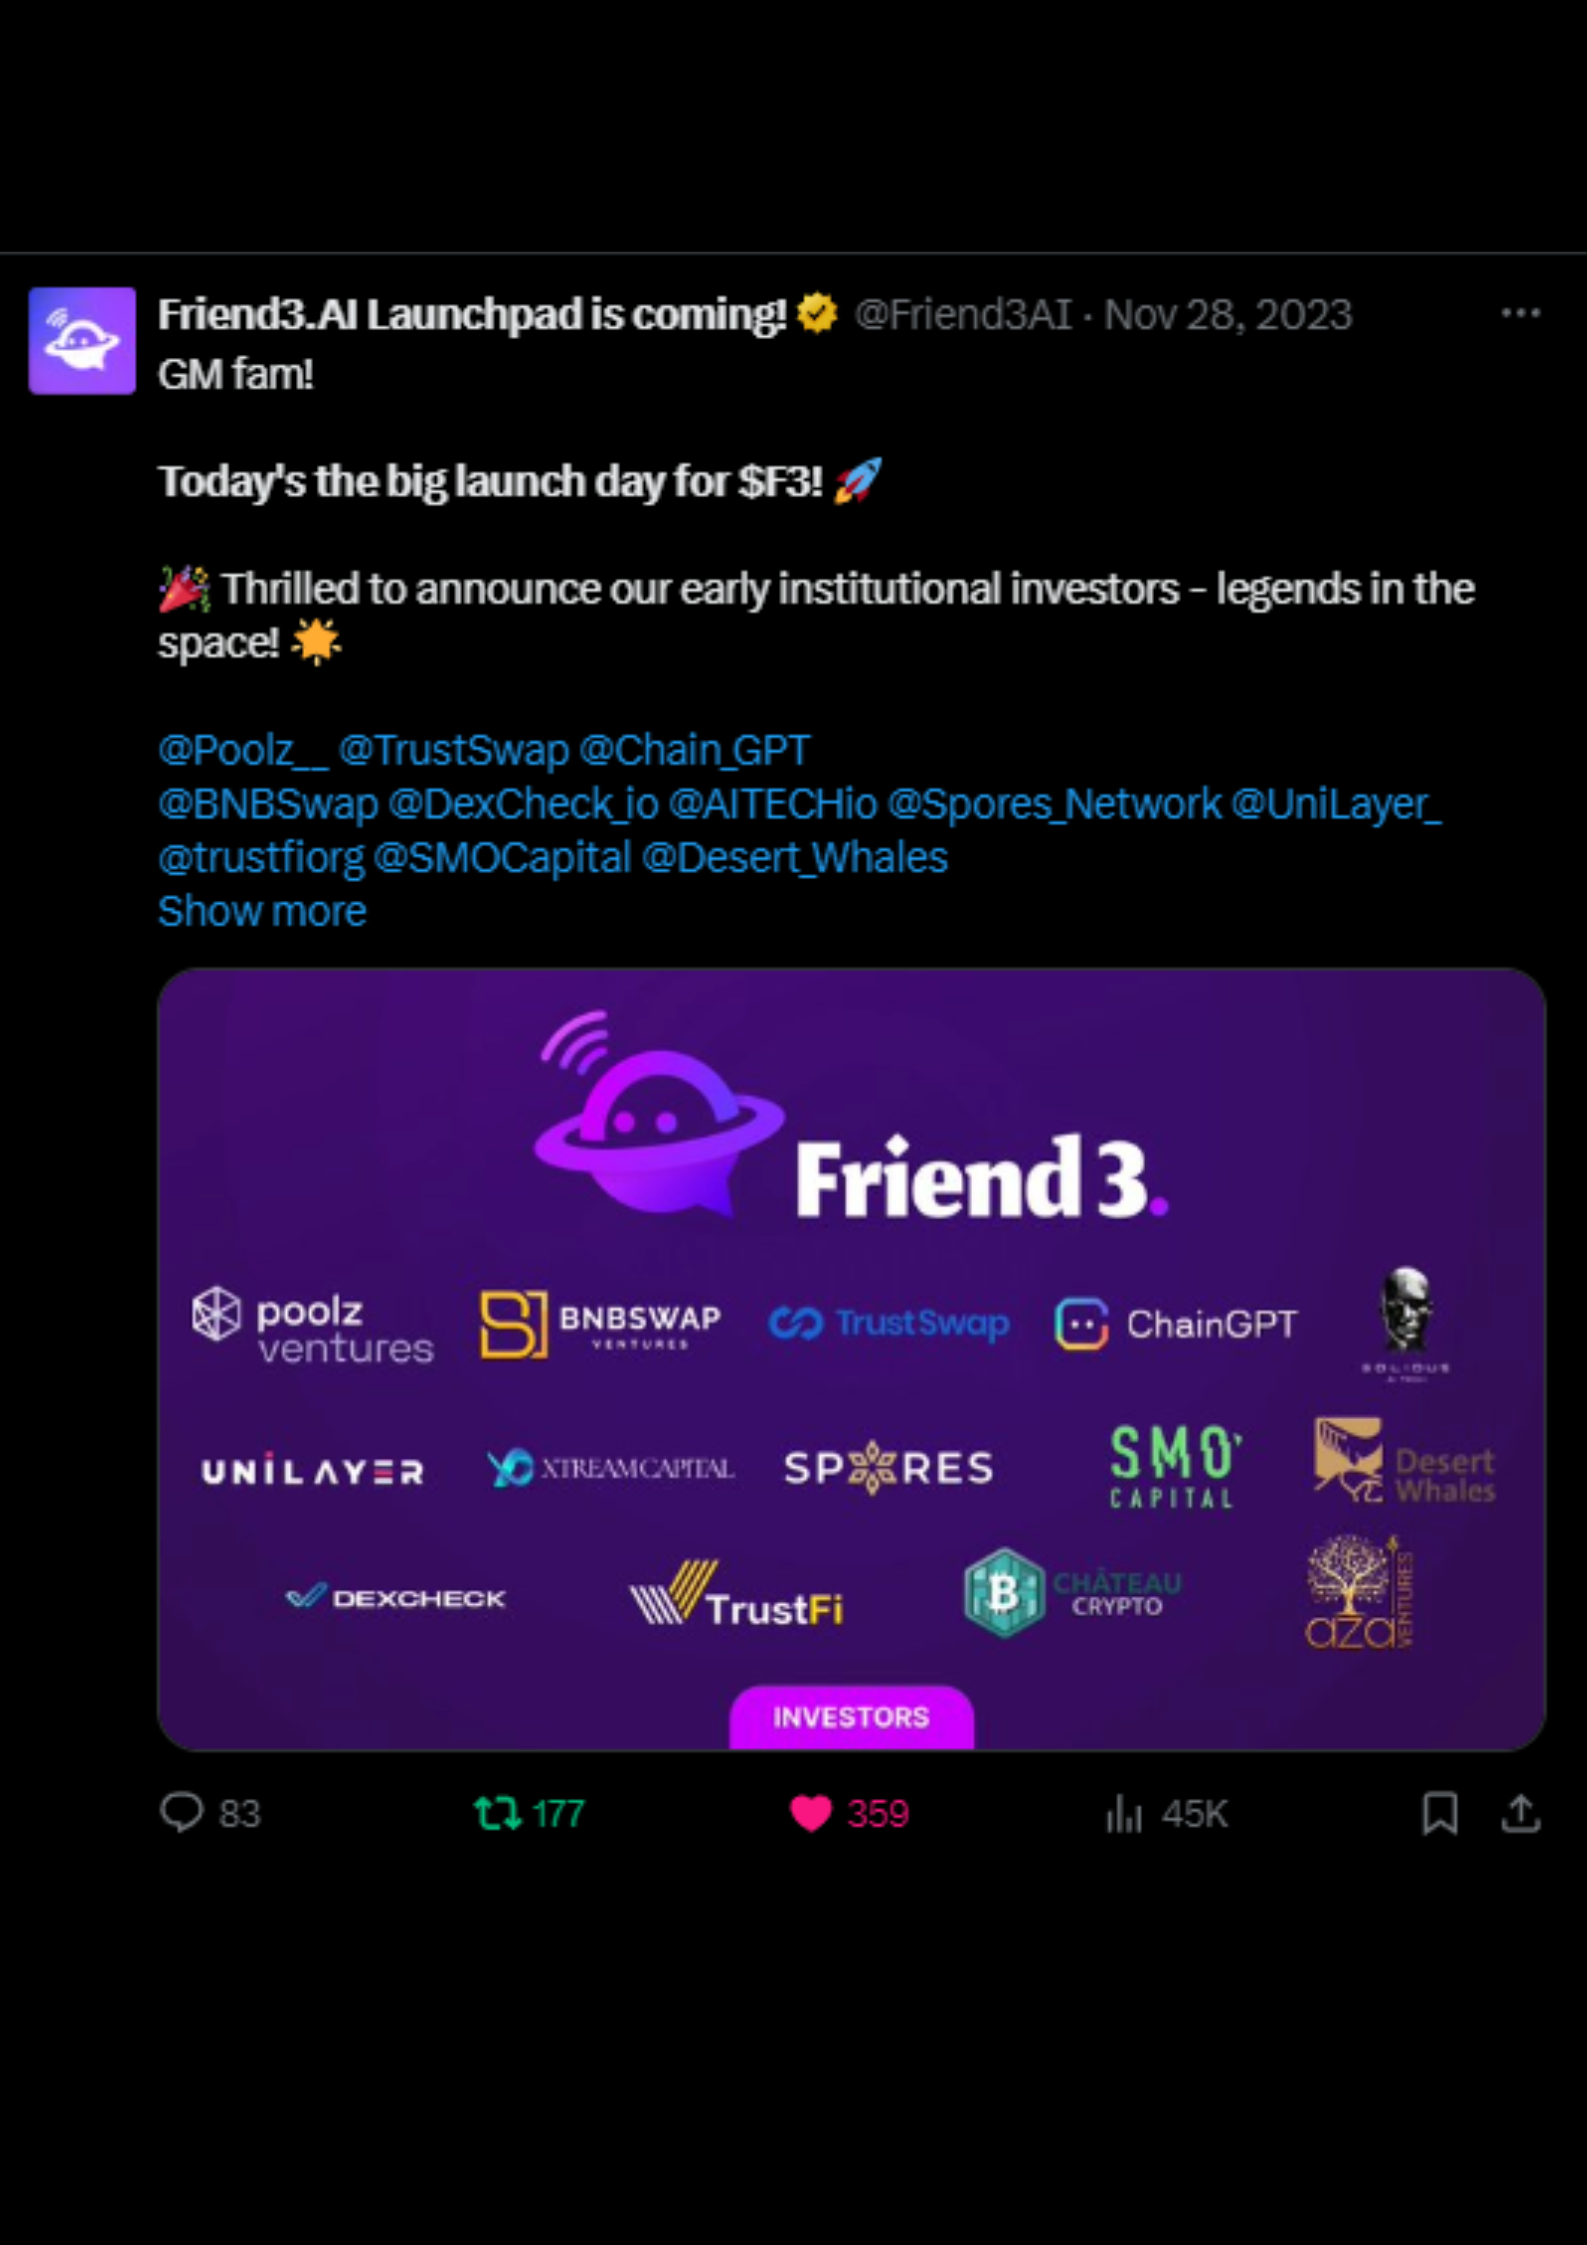 Friend3.AI Launchpad is coming! @Friend3AI · Nov 28, 2023
GM fam!
Today's the big launch day for $F3! 🚀
🎉 Thrilled to announce our early institutional investors – legends in the
space! 🌟
@Poolz__ @TrustSwap @Chain_GPT
@BNBSwap @DexCheck_io @AITECHio @Spores_Network @UniLayer_
@trustfiorg @SMOCapital @Desert_Whales
Show more
Friend3.
poolz
ventures
BNBSWAP
VENTURES
TrustSwap
ChainGPT
SOLIDUS
AI TECH
UNiLAYER
XTREAMCAPITAL
SPORES
SMO
CAPITAL
Desert
Whales
DEXCHECK
TrustFi
CHÂTEAU
CRYPTO
aza
VENTURES
INVESTORS
83 177 359 45K